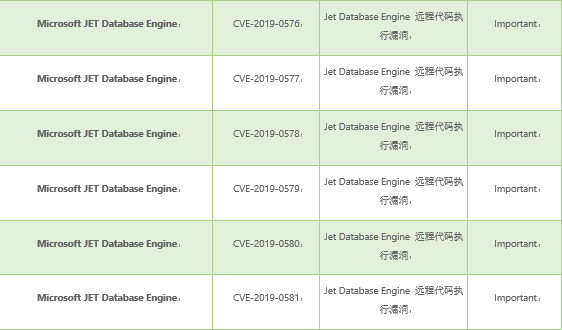 Microsoft JET Database Engine
CVE-2019-0576
Jet Database Engine 远程代码执
行漏洞
Important
Microsoft JET Database Engine
CVE-2019-0577
Jet Database Engine 远程代码执
行漏洞
Important
Microsoft JET Database Engine
CVE-2019-0578
Jet Database Engine 远程代码执
行漏洞
Important
Microsoft JET Database Engine
CVE-2019-0579
Jet Database Engine 远程代码执
行漏洞
Important
Microsoft JET Database Engine
CVE-2019-0580
Jet Database Engine 远程代码执
行漏洞
Important
Microsoft JET Database Engine
CVE-2019-0581
Jet Database Engine 远程代码执
行漏洞
Important